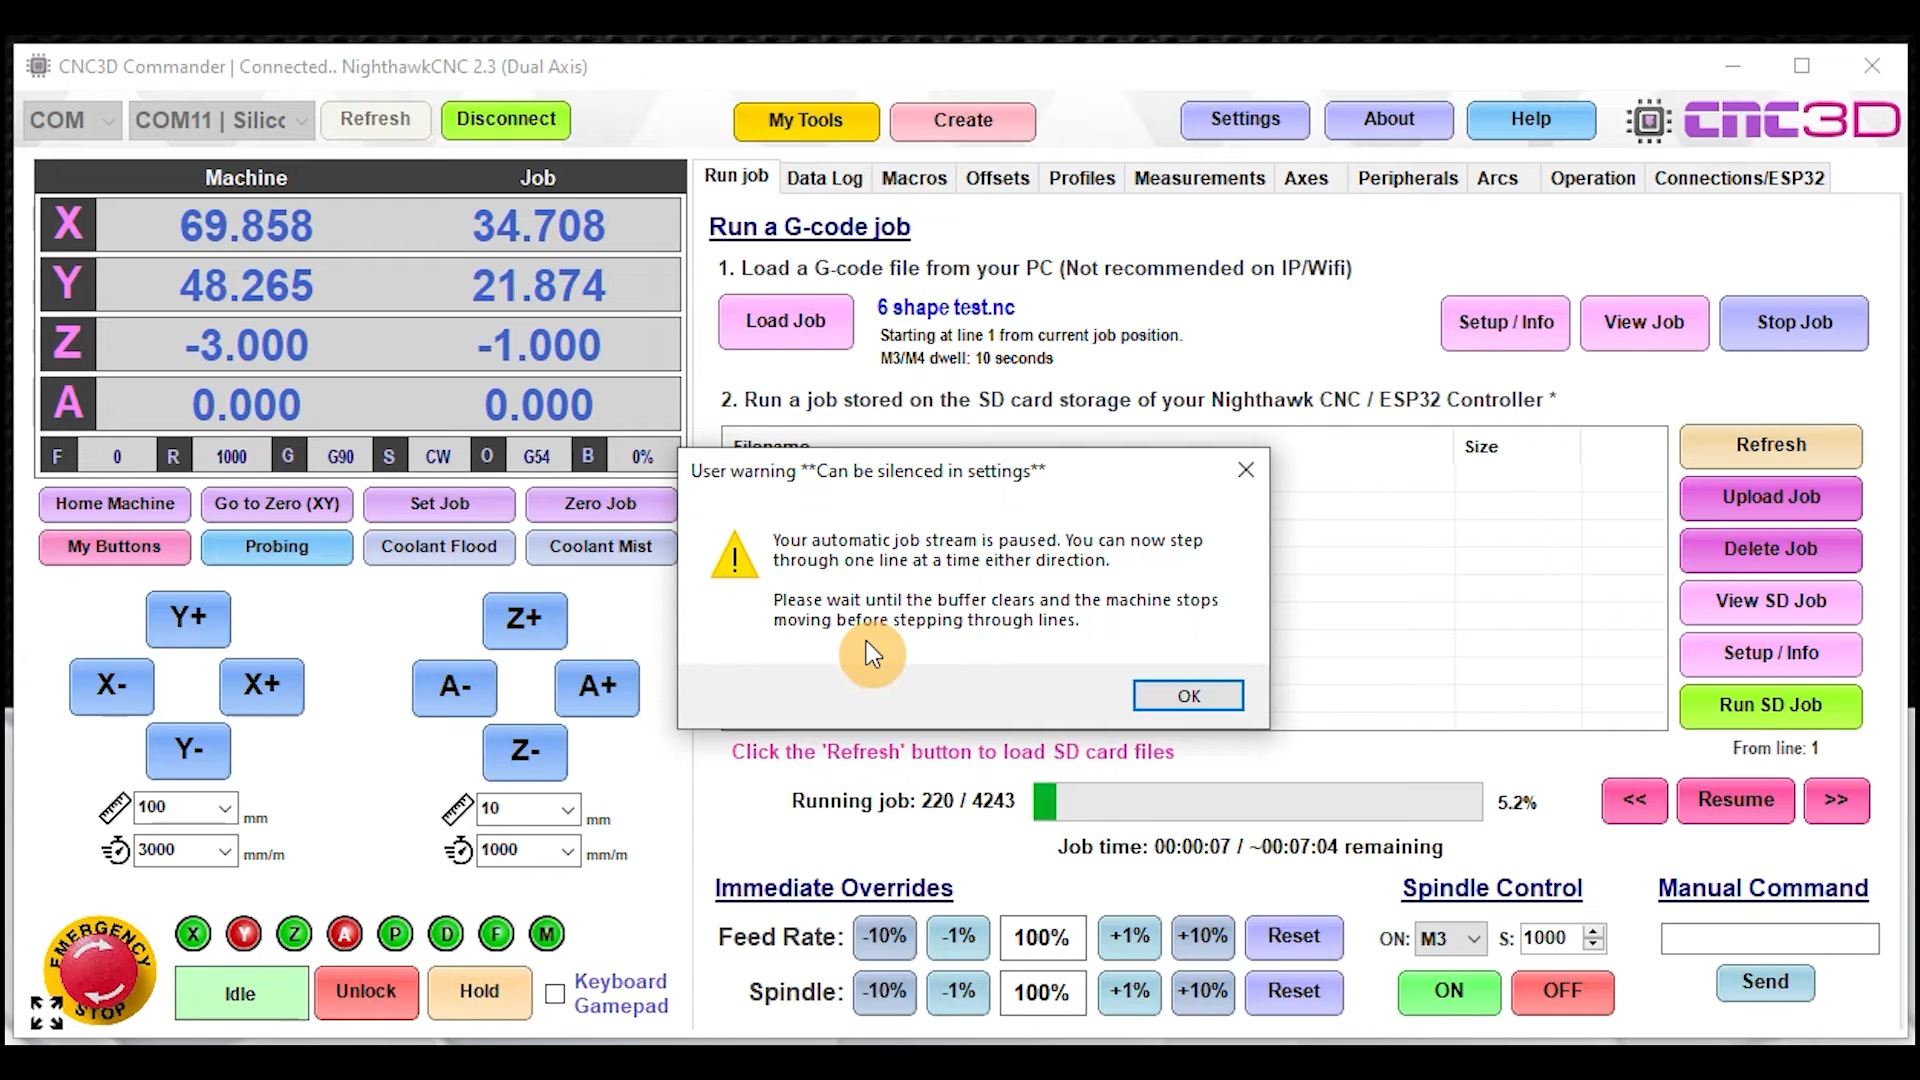 CNC3D Commander | Connected.. NighthawkCNC 2.3 (Dual Axis)
COM
COM11 | Silicc
Refresh
Disconnect
My Tools
Create
Settings
About
Help
CNC3D
Machine
Job
X
69.858
34.708
Y
48.265
21.874
Z
-3.000
-1.000
A
0.000
0.000
F
0
R
1000
G
G90
S
CW
O
G54
B
0%
Home Machine
Go to Zero (XY)
Set Job
Zero Job
My Buttons
Probing
Coolant Flood
Coolant Mist
Y+
X-
X+
Y-
Z+
A-
A+
Z-
100
mm
3000
mm/m
10
mm
1000
mm/m
EMERGENCY
STOP
X
Y
Z
A
P
D
F
M
Idle
Unlock
Hold
Keyboard
Gamepad
Run job
Data Log
Macros
Offsets
Profiles
Measurements
Axes
Peripherals
Arcs
Operation
Connections/ESP32
Run a G-code job
1. Load a G-code file from your PC (Not recommended on IP/Wifi)
Load Job
6 shape test.nc
Starting at line 1 from current job position.
M3/M4 dwell: 10 seconds
Setup / Info
View Job
Stop Job
2. Run a job stored on the SD card storage of your Nighthawk CNC / ESP32 Controller *
Filename
Size
Refresh
Upload Job
Delete Job
View SD Job
Setup / Info
Run SD Job
From line: 1
User warning **Can be silenced in settings**
Your automatic job stream is paused. You can now step
through one line at a time either direction.
Please wait until the buffer clears and the machine stops
moving before stepping through lines.
OK
Click the 'Refresh' button to load SD card files
Running job: 220 / 4243
5.2%
<<
Resume
>>
Job time: 00:00:07 / ~00:07:04 remaining
Immediate Overrides
Feed Rate:
-10%
-1%
100%
+1%
+10%
Reset
Spindle:
-10%
-1%
100%
+1%
+10%
Reset
Spindle Control
ON:
M3
S:
1000
ON
OFF
Manual Command
Send